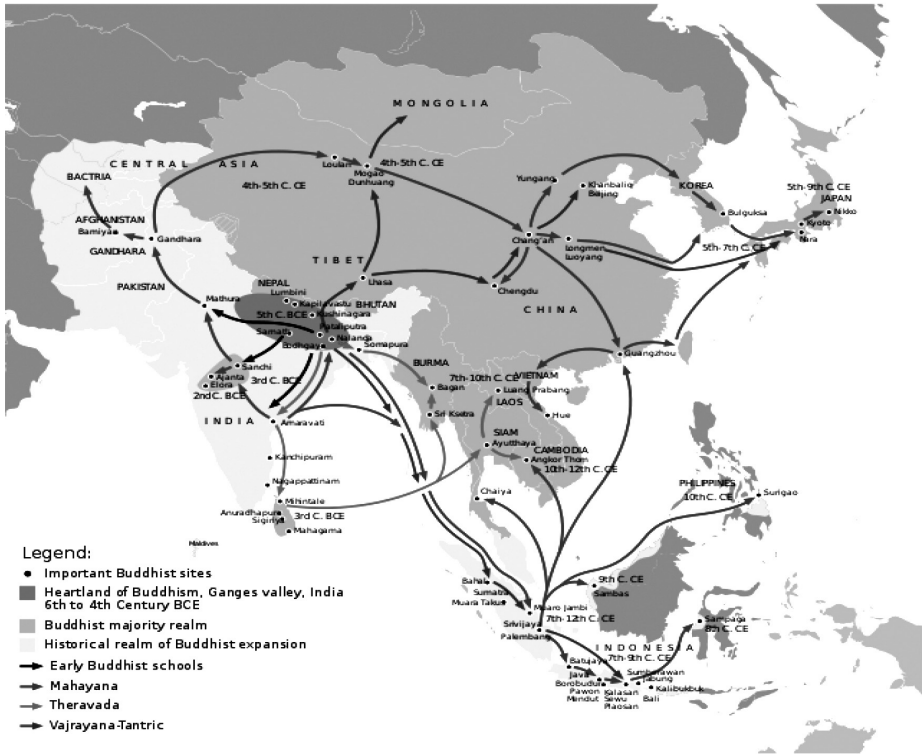 MONGOLIA
CENTRAL ASIA
Loulan
4th-5th C. CE
Mogao
Dunhuang
4th-5th C. CE
BACTRIA
Yungang
Khanbaliq
Beijing
KOREA
5th-9th C. CE
JAPAN
Nikko
Bulguksa
Kyoto
Nara
AFGHANISTAN
Bamiyan
Gandhara
GANDHARA
Chang'an
Longmen
Luoyang
5th-7th C. CE
TIBET
PAKISTAN
NEPAL
Lumbini
Lhasa
Chengdu
Mathura
Kapilavastu
BHUTAN
Kushinagara
5th C. BCE
CHINA
Pataliputra
Nalanda
Bodhgaya
Somapura
Guangzhou
Sanchi
BURMA
VIETNAM
Ajanta
3rd C. BCE
7th-10th C. CE
Ellora
2nd C. BCE
Bagan
Luang Prabang
LAOS
INDIA
Amaravati
Sri Ksetra
Hue
SIAM
Ayutthaya
CAMBODIA
Angkor Thom
10th-12th C. CE
Kanchipuram
Nagappattinam
PHILIPPINES
10th C. CE
Surigao
Chaiya
Mihintale
Anuradhapura
3rd C. BCE
Sigiriya
Mahagama
Maldives
Legend:
Important Buddhist sites
Heartland of Buddhism, Ganges valley, India
6th to 4th Century BCE
Buddhist majority realm
Historical realm of Buddhist expansion
Early Buddhist schools
Mahayana
Theravada
Vajrayana-Tantric
Bahal
Sumatra
Muara Takus
9th C. CE
Sambas
Muaro Jambi
Srivijaya
7th-12th C. CE
Palembang
Sampaga
8th C. CE
INDONESIA
7th-9th C. CE
Batujaya
Java
Sumberawan
Borobudur
Jabung
Pawon
Kalasan
Kalibukbuk
Mendut
Sewu
Bali
Plaosan